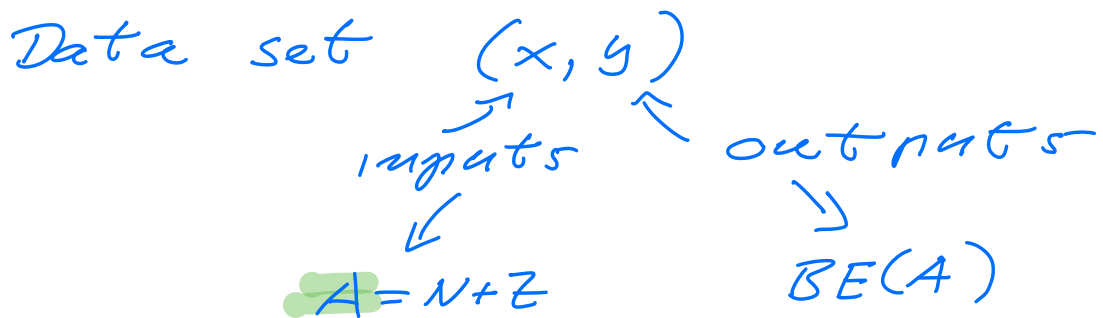 Data set (x, y)
inputs outputs
A = N+Z BE(A)